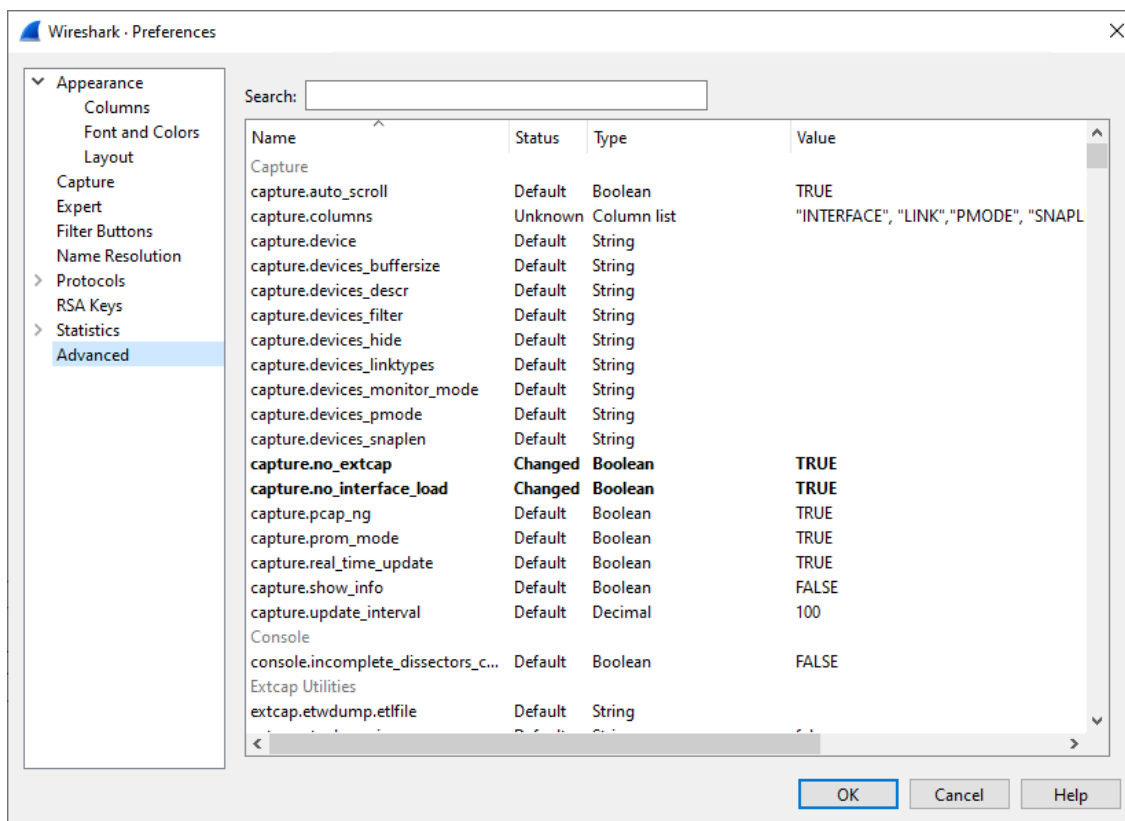 Wireshark · Preferences
Appearance
Columns
Font and Colors
Layout
Capture
Expert
Filter Buttons
Name Resolution
Protocols
RSA Keys
Statistics
Advanced
Search:
Name Status Type Value
Capture
capture.auto_scroll Default Boolean TRUE
capture.columns Unknown Column list "INTERFACE", "LINK","PMODE", "SNAPL
capture.device Default String
capture.devices_buffersize Default String
capture.devices_descr Default String
capture.devices_filter Default String
capture.devices_hide Default String
capture.devices_linktypes Default String
capture.devices_monitor_mode Default String
capture.devices_pmode Default String
capture.devices_snaplen Default String
capture.no_extcap Changed Boolean TRUE
capture.no_interface_load Changed Boolean TRUE
capture.pcap_ng Default Boolean TRUE
capture.prom_mode Default Boolean TRUE
capture.real_time_update Default Boolean TRUE
capture.show_info Default Boolean FALSE
capture.update_interval Default Decimal 100
Console
console.incomplete_dissectors_c... Default Boolean FALSE
Extcap Utilities
extcap.etwdump.etlfile Default String
OK Cancel Help